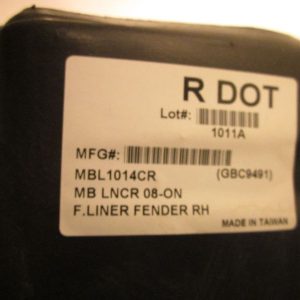 R DOT
Lot#:
1011A
MFG#:
MBL1014CR (GBC9491)
MB LNCR 08-ON
F.LINER FENDER RH
MADE IN TAIWAN